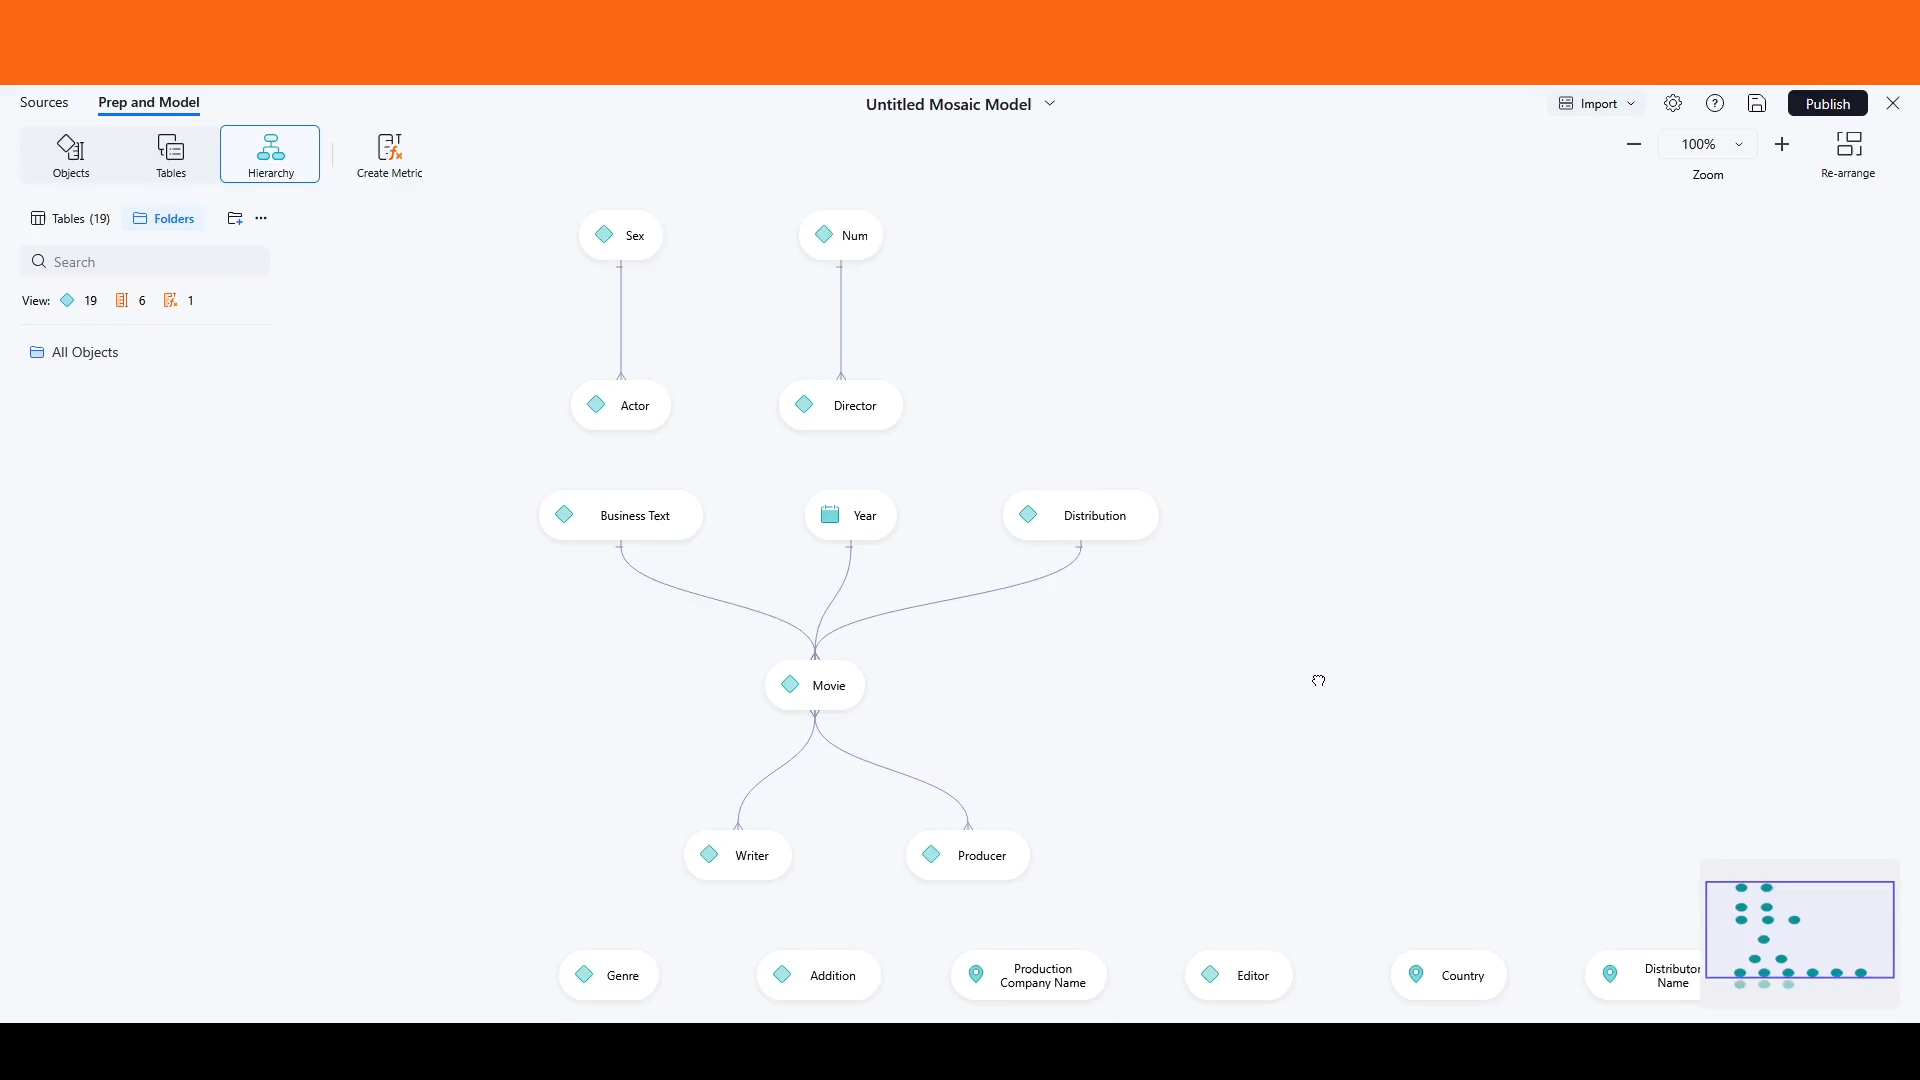 Sources
Prep and Model
Untitled Mosaic Model
Import
Publish
Objects
Tables
Hierarchy
Create Metric
100%
Zoom
Re-arrange
Tables (19)
Folders
Search
View: 19 6 1
All Objects
Sex
Num
Actor
Director
Business Text
Year
Distribution
Movie
Writer
Producer
Genre
Addition
Production
Company Name
Editor
Country
Distributor
Name